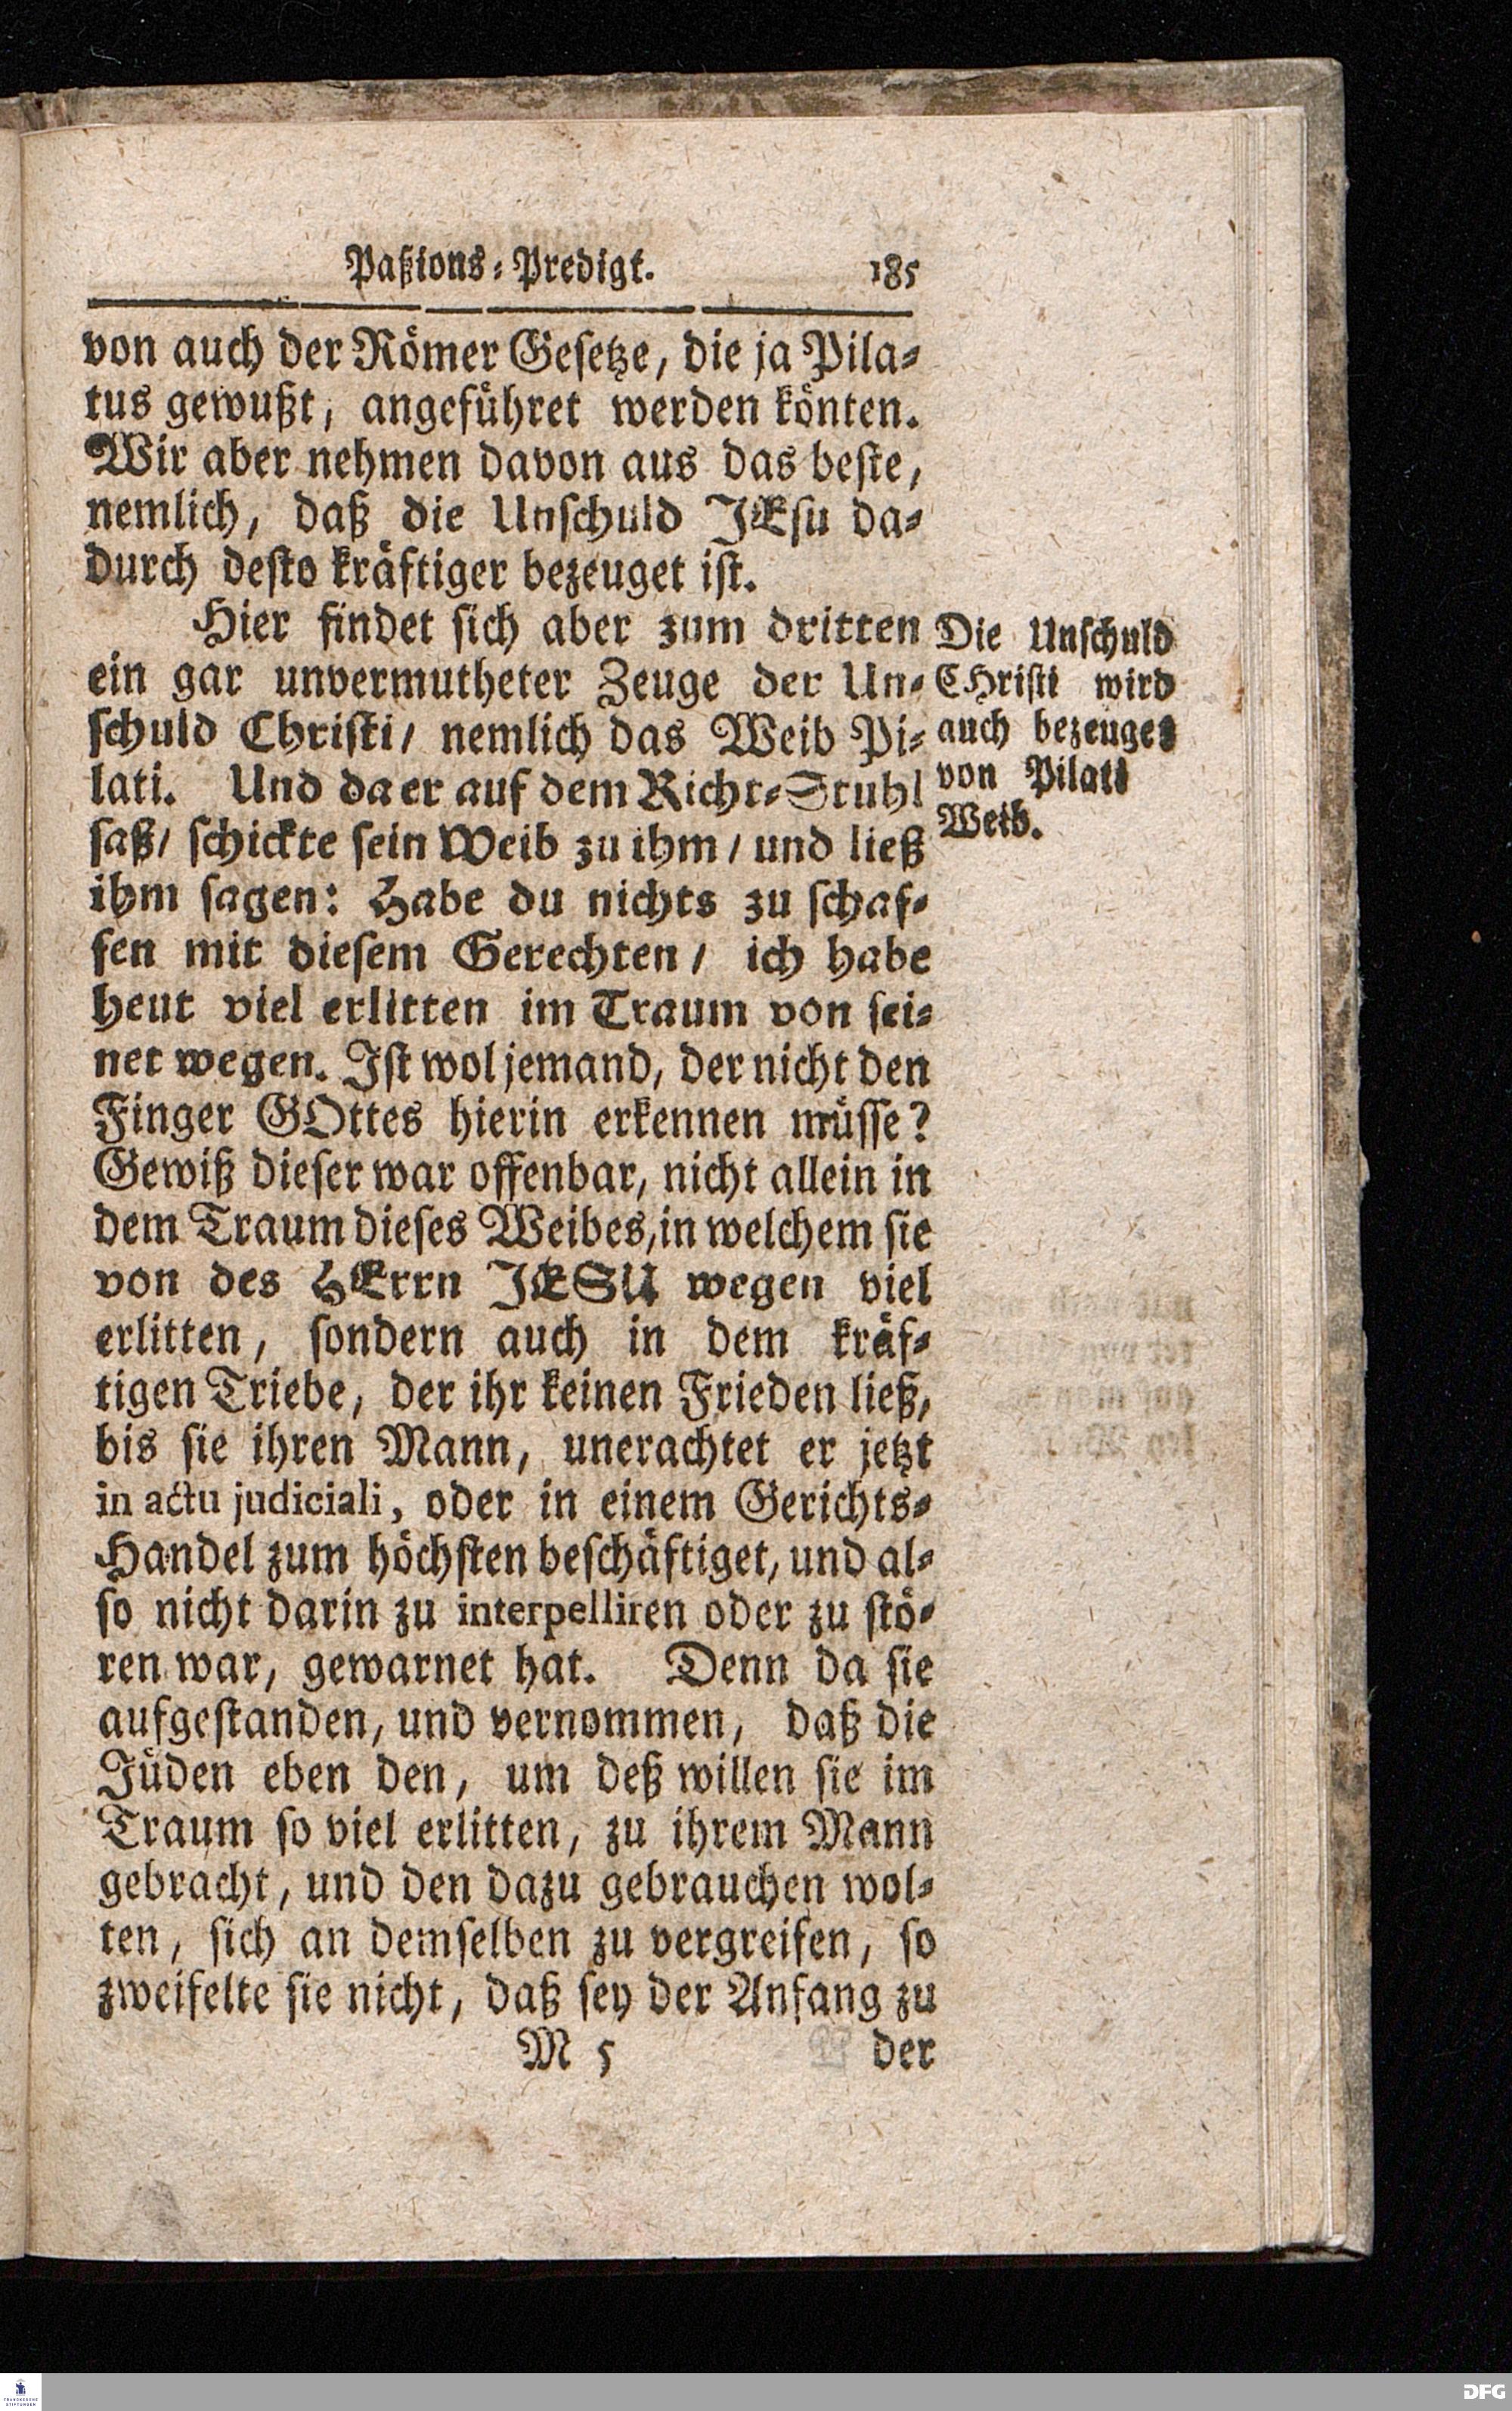 Paßions-Predigt. 185
von auch der Römer Gesetze, die ja Pila-
tus gewußt, angeführet werden könten.
Wir aber nehmen davon aus das beste,
nemlich, daß die Unschuld JEsu da-
durch desto kräftiger bezeuget ist.
Hier findet sich aber zum dritten
ein gar unvermutheter Zeuge der Un-
schuld Christi/ nemlich das Weib Pi-
lati. Und da er auf dem Richt-Stuhl
saß/ schickte sein Weib zu ihm/ und ließ
ihm sagen: Habe du nichts zu schaf-
fen mit diesem Gerechten/ ich habe
heut viel erlitten im Traum von sei-
net wegen. Ist wol jemand, der nicht den
Finger GOttes hierin erkennen müsse?
Gewiß dieser war offenbar, nicht allein in
dem Traum dieses Weibes, in welchem sie
von des HErrn JESU wegen viel
erlitten, sondern auch in dem kräf-
tigen Triebe, der ihr keinen Frieden ließ,
bis sie ihren Mann, unerachtet er jetzt
in actu judiciali, oder in einem Gerichts-
Handel zum höchsten beschäftiget, und al-
so nicht darin zu interpelliren oder zu stö-
ren war, gewarnet hat. Denn da sie
aufgestanden, und vernommen, daß die
Jüden eben den, um deß willen sie im
Traum so viel erlitten, zu ihrem Mann
gebracht, und den dazu gebrauchen wol-
ten, sich an demselben zu vergreifen, so
zweifelte sie nicht, daß sey der Anfang zu
M 5 der
Die Unschuld
CHristi wird
auch bezeuget
von Pilati
Weib.
FRANCKESCHE
STIFTUNGEN
DFG